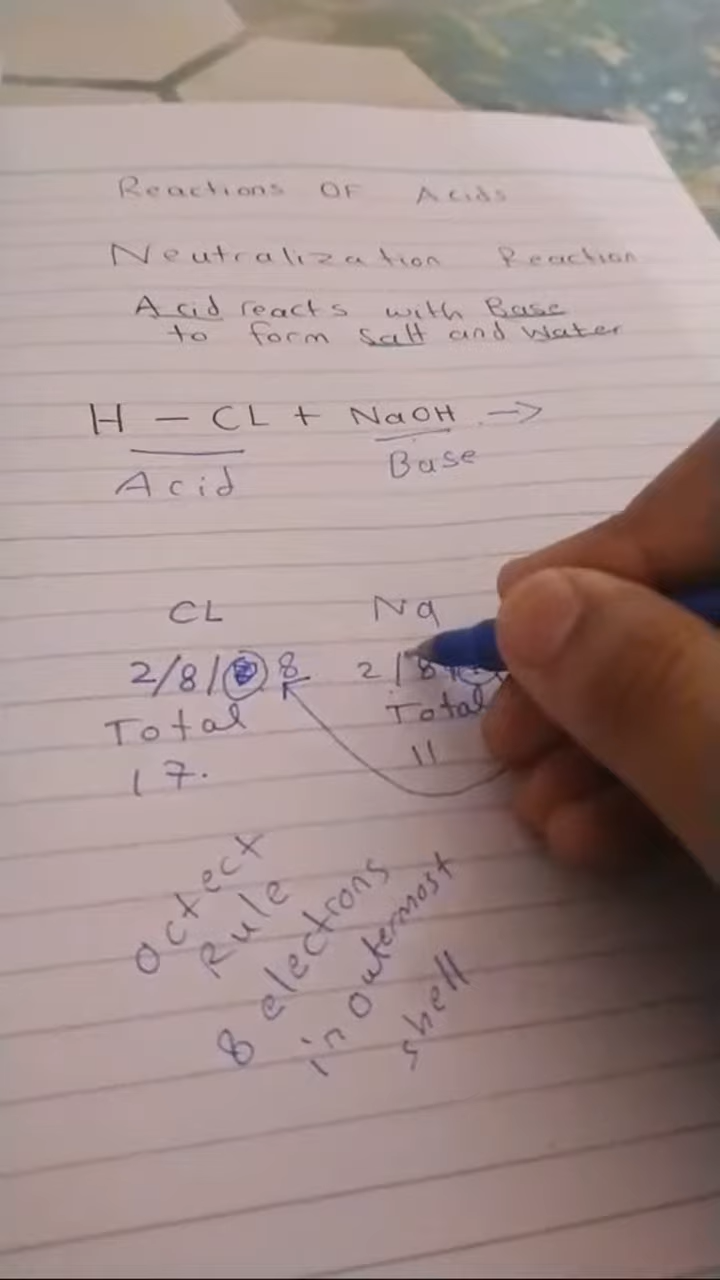 Reactions OF Acids
Neutralization Reaction
Acid reacts with Base
to form Salt and Water
H - CL + NaOH →
Acid
Base
CL
2/8/ 8
Total
17.
Na
2/8/
Total
11
Octect
Rule
8 electrons
in outermost
shell